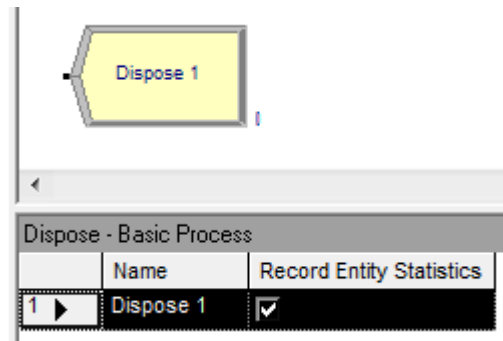 Dispose 1
Dispose - Basic Process
Name Record Entity Statistics
1 Dispose 1